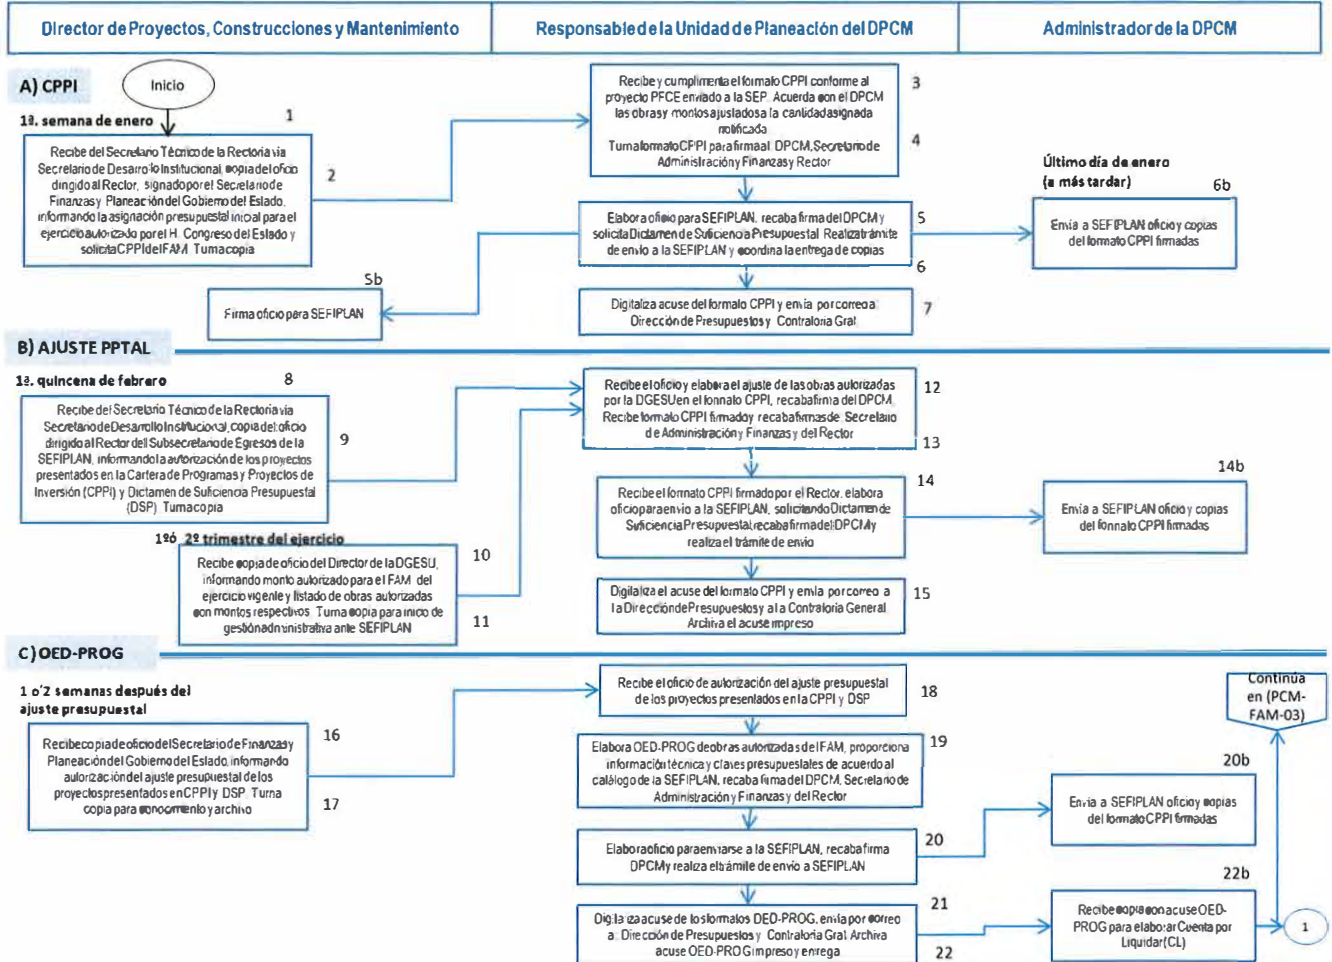 Director de Proyectos, Construcciones y Mantenimiento
Responsable de la Unidad de Planeación del DPCM
Administrador de la DPCM
A) CPPI
Inicio
1ª. semana de enero
1
Recibe del Secretario Técnico de la Rectoria via
Secretario de Desarrollo Institucional, copia del oficio
dirigido al Rector, signado por el Secretario de
Finanzas y Planeación del Gobierno del Estado,
informando la asignación presupuestal inicial para el
ejercicio autorizado por el H. Congreso del Estado y
solicita CPPI del FAM. Turna copia
2
Recibe y cumplimenta el formato CPPI conforme al
proyecto PFCE enviado a la SEP. Acuerda con el DPCM
las obras y montos ajustados a la cantidad asignada
notificada
Turna formato CPPI para firma al DPCM, Secretario de
Administración y Finanzas y Rector
3
4
Elabora oficio para SEFIPLAN, recaba firma del DPCM y
solicita Dictamen de Suficiencia Presupuestal. Realiza trámite
de envio a la SEFIPLAN y coordina la entrega de copias
5
6
Último día de enero
(a más tardar)
6b
Envía a SEFIPLAN oficio y copias
del formato CPPI firmadas
5b
Firma oficio para SEFIPLAN
Digitaliza acuse del formato CPPI y envía por correo a:
Dirección de Presupuestos y Contraloria Gral
7
B) AJUSTE PPTAL
1ª. quincena de febrero
8
Recibe del Secretario Técnico de la Rectoria via
Secretario de Desarrollo Institucional, copia del oficio
dirigido al Rector dell Subsecretario de Egresos de la
SEFIPLAN, informando la autorización de los proyectos
presentados en la Cartera de Programas y Proyectos de
Inversión (CPPI) y Dictamen de Suficiencia Presupuestal
(DSP) Turna copia
9
Recibe el oficio y elabora el ajuste de las obras autorizadas
por la DGESU en el formato CPPI, recaba firma del DPCM.
Recibe formato CPPI firmado y recaba firmas de Secretario
de Administración y Finanzas y del Rector
12
13
Recibe el formato CPPI firmado por el Rector, elabora
oficio para envio a la SEFIPLAN, solicitando Dictamen de
Suficiencia Presupuestal, recaba firma del DPCM y
realiza el trámite de envio
14
14b
Envía a SEFIPLAN oficio y copias
del formato CPPI firmadas
1º ó 2º trimestre del ejercicio
Recibe copia de oficio del Director de la DGESU,
informando monto autorizado para el FAM del
ejercicio vigente y listado de obras autorizadas
con montos respectivos. Turna copia para inicio de
gestión administrativa ante SEFIPLAN
10
11
Digitaliza el acuse del formato CPPI y envía por correo a
la Dirección de Presupuestos y a la Contraloria General
Archiva el acuse impreso
15
C) OED-PROG
1 o´2 semanas después del
ajuste presupuestal
Recibe copia de oficio del Secretario de Finanzas y
Planeación del Gobierno del Estado, informando
autorización del ajuste presupuestal de los
proyectos presentados en CPPI y DSP. Turna
copia para conocimiento y archivo
16
17
Recibe el oficio de autorización del ajuste presupuestal
de los proyectos presentados en la CPPI y DSP
18
Elabora OED-PROG de obras autorizadas del FAM, proporciona
información técnica y claves presupuestales de acuerdo al
catálogo de la SEFIPLAN, recaba firma del DPCM, Secretario de
Administración y Finanzas y del Rector
19
Continúa
en (PCM-
FAM-03)
20b
Envía a SEFIPLAN oficio y copias
del formato CPPI firmadas
Elabora oficio para enviarse a la SEFIPLAN, recaba firma
DPCM y realiza el trámite de envío a SEFIPLAN
20
Digitaliza acuse de los formatos OED-PROG, envía por correo
a: Dirección de Presupuestos y Contraloria Gral. Archiva
acuse OED-PROG impreso y entrega
21
22
22b
Recibe copia con acuse OED-
PROG para elaborar Cuenta por
Liquidar (CL)
1